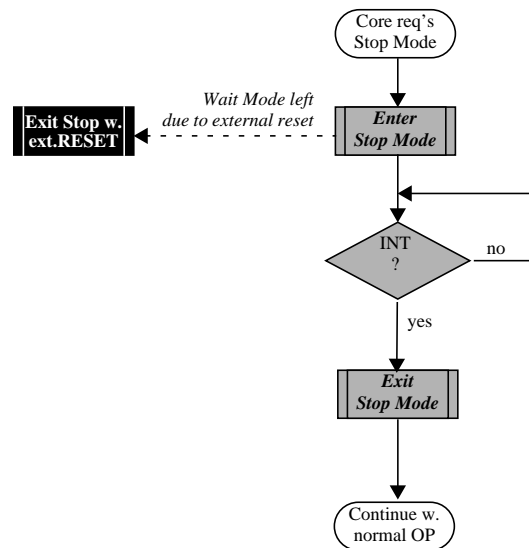 Core req's
Stop Mode
Wait Mode left
due to external reset
Exit Stop w.
ext.RESET
Enter
Stop Mode
INT
?
no
yes
Exit
Stop Mode
Continue w.
normal OP